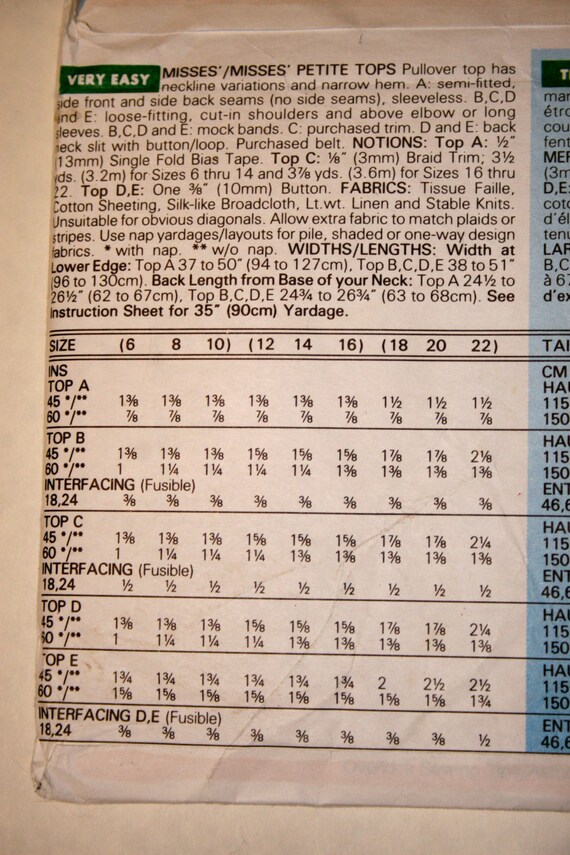 VERY EASY MISSES'/MISSES' PETITE TOPS Pullover top has
neckline variations and narrow hem. A: semi-fitted,
side front and side back seams (no side seams), sleeveless. B,C,D
and E: loose-fitting, cut-in shoulders and above elbow or long
sleeves. B,C,D and E: mock bands. C: purchased trim. D and E: back
neck slit with button/loop. Purchased belt. NOTIONS: Top A: ½"
(13mm) Single Fold Bias Tape. Top C: ⅛" (3mm) Braid Trim; 3½
yds. (3.2m) for Sizes 6 thru 14 and 3⅞ yds. (3.6m) for Sizes 16 thru
22. Top D,E: One ⅜" (10mm) Button. FABRICS: Tissue Faille,
Cotton Sheeting, Silk-like Broadcloth, Lt.wt. Linen and Stable Knits.
Unsuitable for obvious diagonals. Allow extra fabric to match plaids or
stripes. Use nap yardages/layouts for pile, shaded or one-way design
fabrics. *with nap. **w/o nap. WIDTHS/LENGTHS: Width at
Lower Edge: Top A 37 to 50" (94 to 127cm), Top B,C,D,E 38 to 51"
(96 to 130cm). Back Length from Base of your Neck: Top A 24½ to
26½" (62 to 67cm), Top B,C,D,E 24¾ to 26¾" (63 to 68cm). See
Instruction Sheet for 35" (90cm) Yardage.
SIZE (6 8 10) (12 14 16) (18 20 22)
INS
TOP A
45 */** 1⅜ 1⅜ 1⅜ 1⅜ 1⅜ 1⅜ 1½ 1½ 1½
60 */** ⅞ ⅞ ⅞ ⅞ ⅞ ⅞ ⅞ ⅞ ⅞
TOP B
45 */** 1⅜ 1⅜ 1⅜ 1⅝ 1⅝ 1⅝ 1⅞ 1⅞ 2⅛
60 */** 1 1¼ 1¼ 1¼ 1¼ 1⅜ 1⅜ 1⅜ 1⅜
INTERFACING (Fusible)
18,24 ⅜ ⅜ ⅜ ⅜ ⅜ ⅜ ⅜ ⅜ ⅜
TOP C
45 */** 1⅜ 1⅜ 1⅜ 1⅝ 1⅝ 1⅝ 1⅞ 1⅞ 2¼
60 */** 1 1¼ 1¼ 1¼ 1⅜ 1⅜ 1⅜ 1⅜ 1⅜
INTERFACING (Fusible)
18,24 ½ ½ ½ ½ ½ ½ ½ ½ ½
TOP D
45 */** 1⅜ 1⅜ 1⅜ 1⅝ 1⅝ 1⅝ 1⅞ 1⅞ 2¼
60 */** 1 1¼ 1¼ 1⅜ 1⅜ 1⅜ 1⅜ 1⅜ 1⅜
TOP E
45 */** 1¾ 1¾ 1¾ 1¾ 1¾ 1¾ 2 2½ 2½
60 */** 1⅝ 1⅝ 1⅝ 1⅝ 1⅝ 1⅝ 1⅝ 1⅝ 1¾
INTERFACING D,E (Fusible)
18,24 ⅜ ⅜ ⅜ ⅜ ⅜ ⅜ ⅜ ⅜ ½
T
mar
étro
cou
fent
MEF
(3m
D,E:
coto
d'él
tenu
LAR
B,C
à 67
d'ex
TAI
CM
HAU
115
150
HAU
115
150
ENT
46,6
HAU
115
150
ENT
46,6
HAU
115
150
HAU
115
150
ENT
46,6